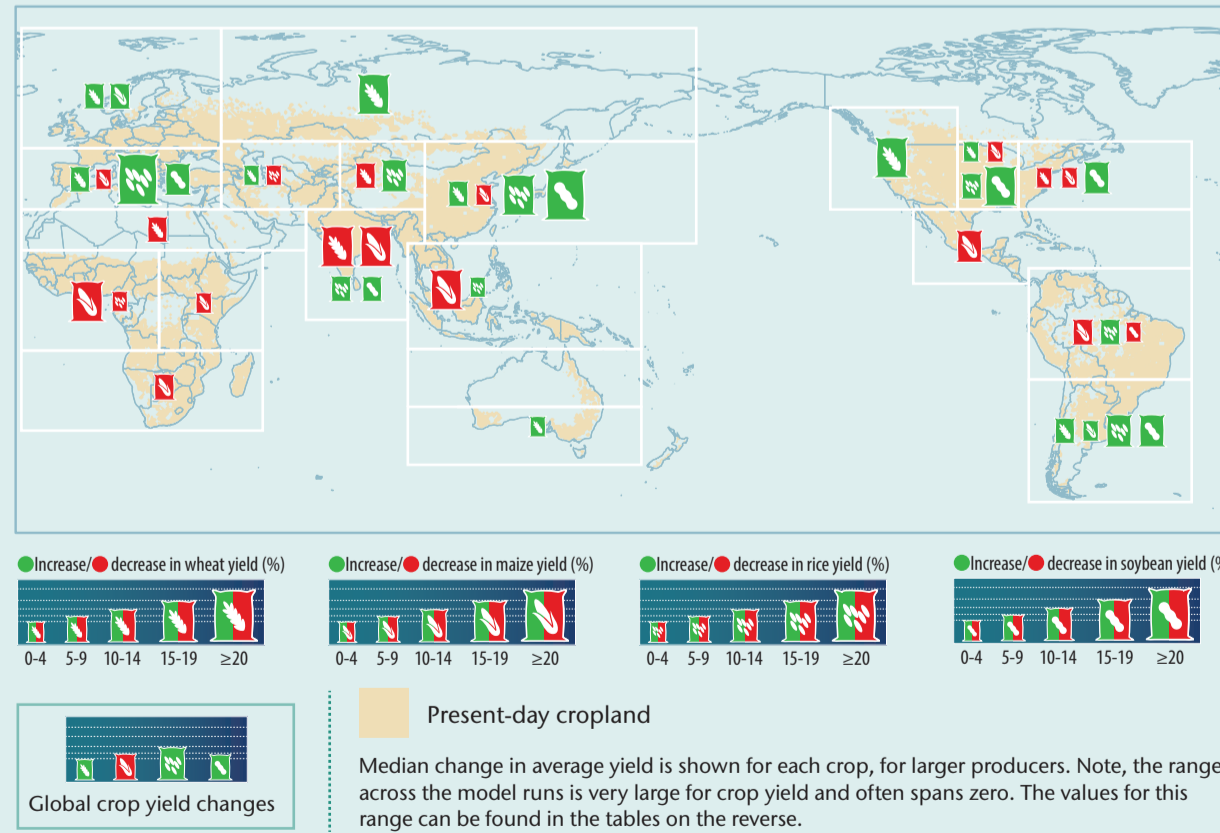 Increase/ decrease in wheat yield (%)
Increase/ decrease in maize yield (%)
Increase/ decrease in rice yield (%)
Increase/ decrease in soybean yield (%
0-4 5-9 10-14 15-19 ≥20
0-4 5-9 10-14 15-19 ≥20
0-4 5-9 10-14 15-19 ≥20
0-4 5-9 10-14 15-19 ≥20
Global crop yield changes
Present-day cropland
Median change in average yield is shown for each crop, for larger producers. Note, the range
across the model runs is very large for crop yield and often spans zero. The values for this
range can be found in the tables on the reverse.